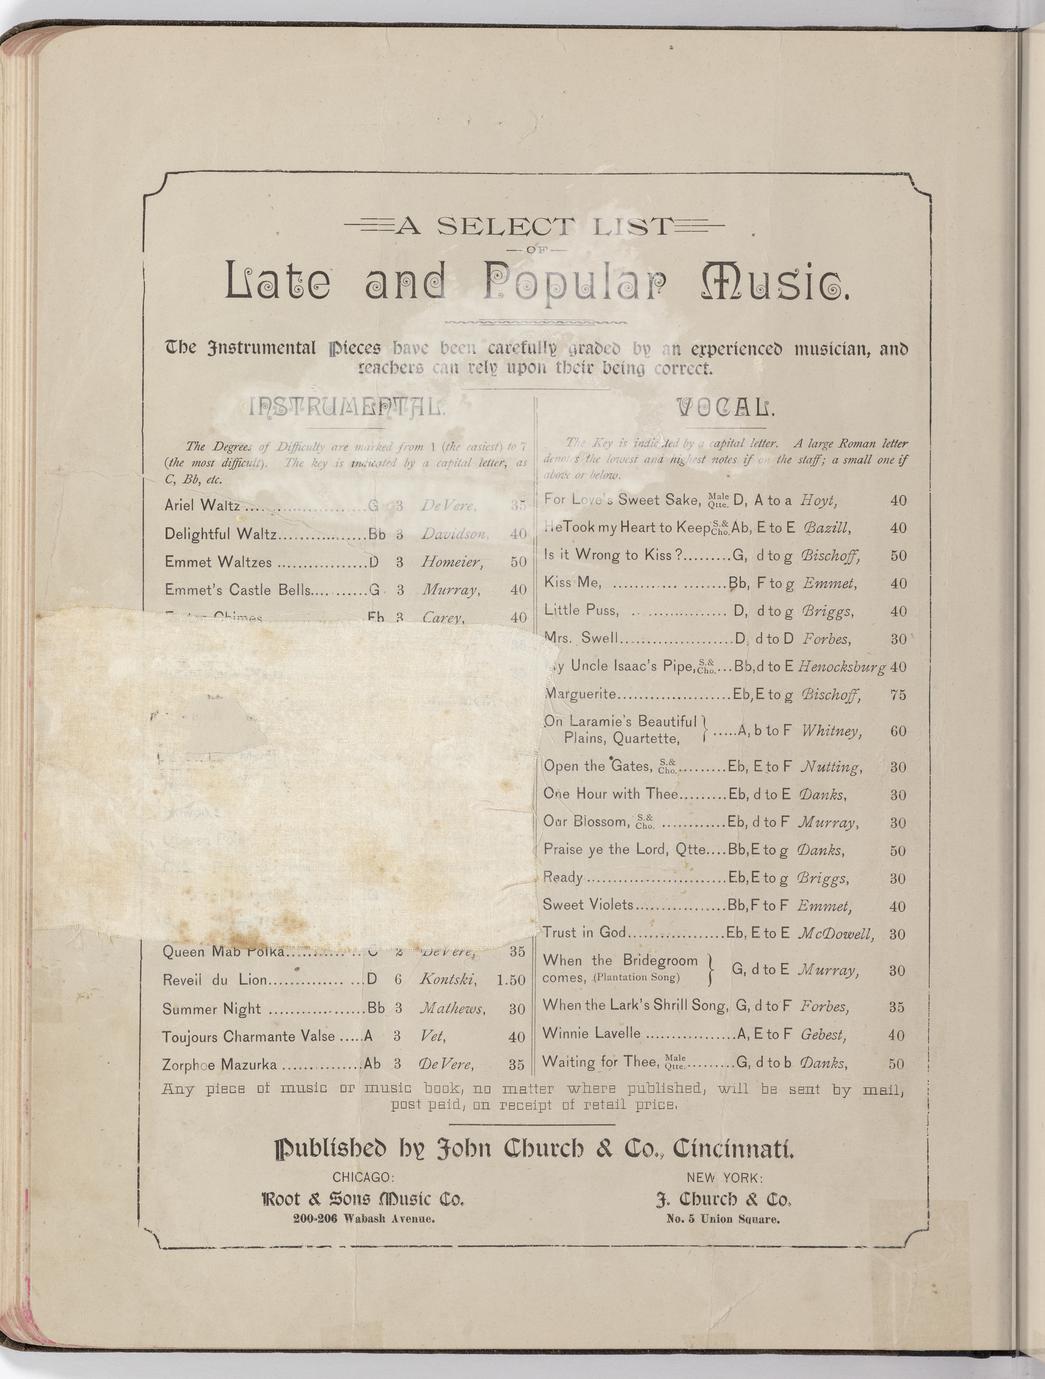 A SELECT LIST
OF
Late and Popular Music.
The Instrumental Pieces have been carefully graded by an experienced musician, and
teachers can rely upon their being correct.
INSTRUMENTAL.
The Degrees of Difficulty are marked from 1 (the easiest) to 7
(the most difficult). The key is indicated by a capital letter, as
C, Bb, etc.
Ariel Waltz ....................G 3 DeVere, 35
Delightful Waltz................Bb 3 Davidson, 40
Emmet Waltzes .................D 3 Homeier, 50
Emmet's Castle Bells...........G 3 Murray, 40
Chimes Eb 3 Carey, 40
Queen Mab Polka.............. 2 DeVere, 35
Reveil du Lion.................D 6 Kontski, 1.50
Summer Night ..................Bb 3 Mathews, 30
Toujours Charmante Valse .....A 3 Vet, 40
Zorphee Mazurka ..............Ab 3 DeVere, 35
VOCAL.
The Key is indicated by a capital letter. A large Roman letter
denotes the lowest and highest notes if on the staff; a small one if
above or below.
For Love's Sweet Sake, Male Qtte. D, A to a Hoyt, 40
He Took my Heart to Keep S.& Cho. Ab, E to E Bazill, 40
Is it Wrong to Kiss?.........G, d to g Bischoff, 50
Kiss Me, .....................Bb, F to g Emmet, 40
Little Puss, .................. D, d to g Briggs, 40
Mrs. Swell.....................D, d to D Forbes, 30
My Uncle Isaac's Pipe, S.& Cho. ...Bb, d to E Henocksburg 40
Marguerite.....................Eb, E to g Bischoff, 75
On Laramie's Beautiful
Plains, Quartette, .....A, b to F Whitney, 60
Open the Gates, S.& Cho. .........Eb, E to F Nutting, 30
One Hour with Thee.........Eb, d to E Danks, 30
Our Blossom, S.& Cho. ............Eb, d to F Murray, 30
Praise ye the Lord, Qtte....Bb, E to g Danks, 50
Ready ..........................Eb, E to g Briggs, 30
Sweet Violets.................Bb, F to F Emmet, 40
Trust in God..................Eb, E to E McDowell, 30
When the Bridegroom
comes, (Plantation Song) G, d to E Murray, 30
When the Lark's Shrill Song, G, d to F Forbes, 35
Winnie Lavelle .................A, E to F Gebest, 40
Waiting for Thee, Male Qtte. .........G, d to b Danks, 50
Any piece of music or music book, no matter where published, will be sent by mail,
post paid, on receipt of retail price.
Published by John Church & Co., Cincinnati.
CHICAGO:
Root & Sons Music Co.
200-206 Wabash Avenue.
NEW YORK:
J. Church & Co.
No. 5 Union Square.